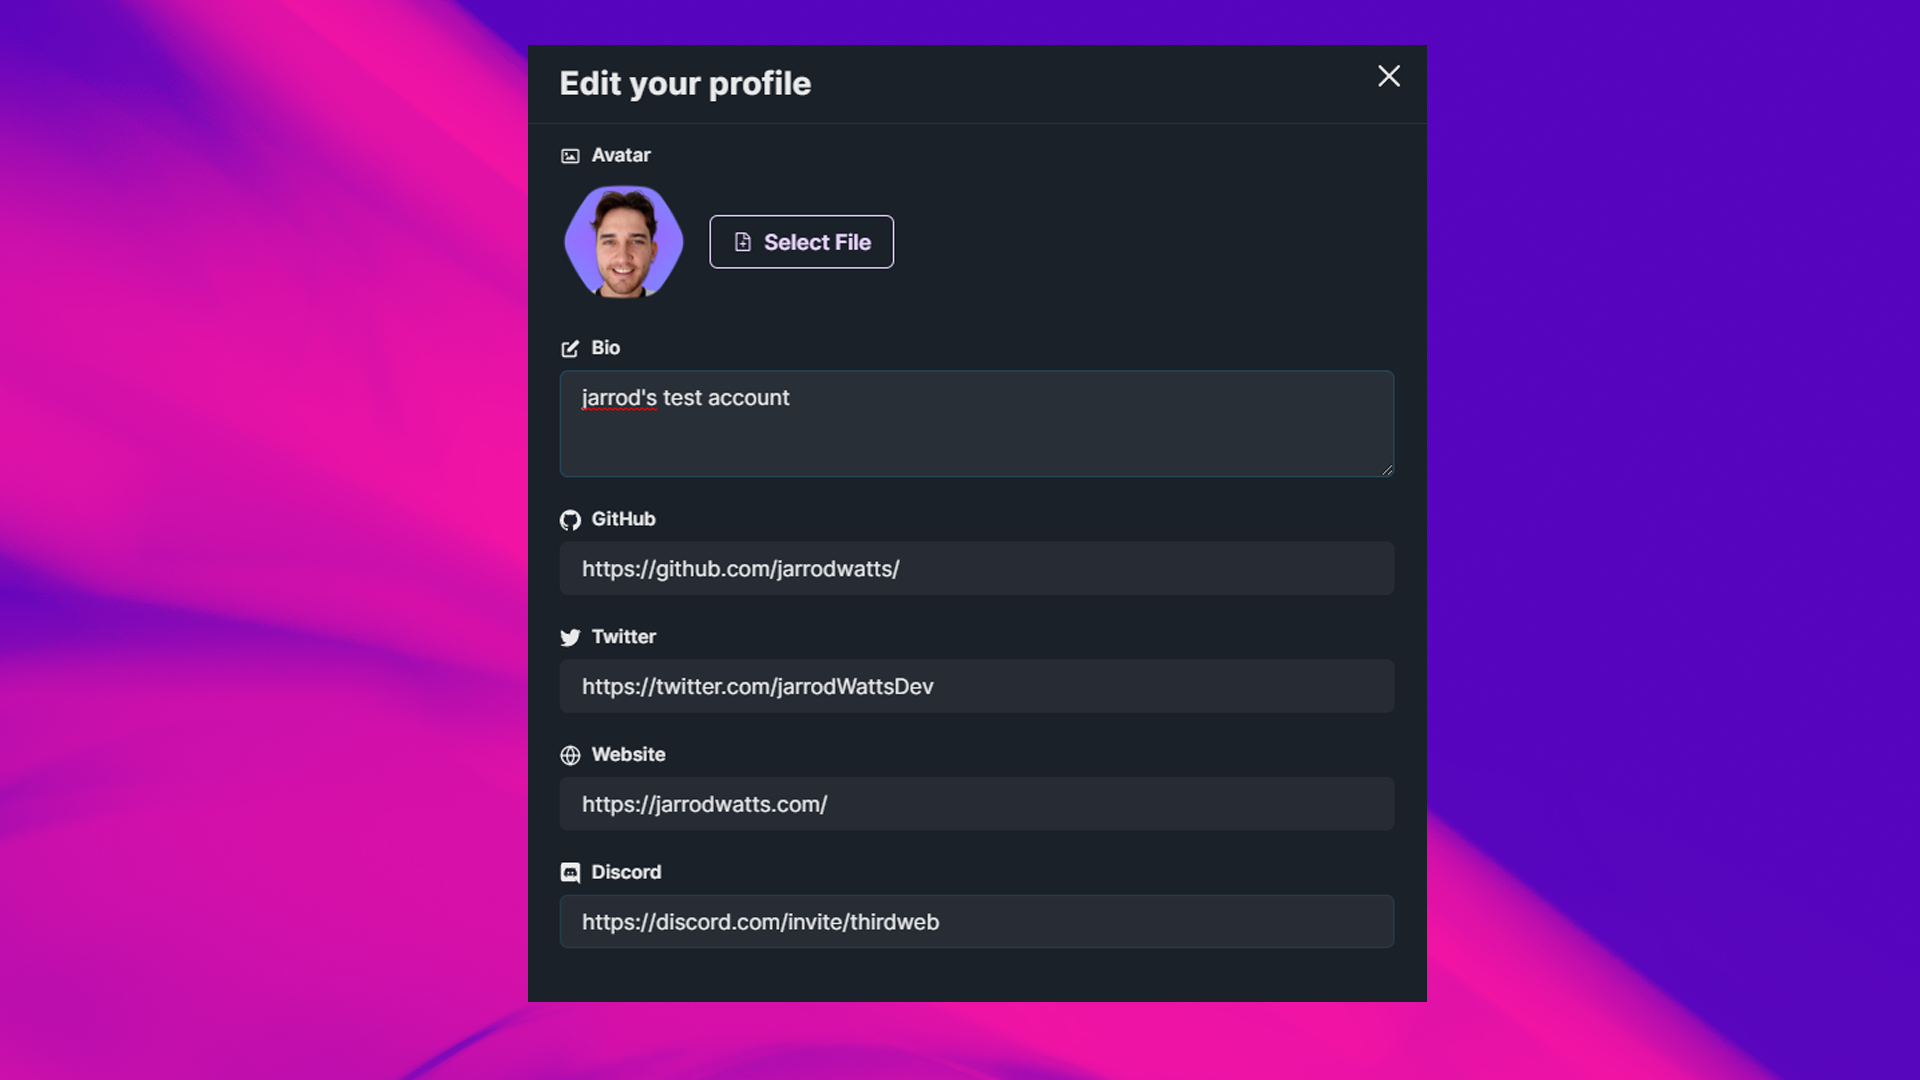 Edit your profile
Avatar
Select File
Bio
jarrod's test account
GitHub
https://github.com/jarrodwatts/
Twitter
https://twitter.com/jarrodWattsDev
Website
https://jarrodwatts.com/
Discord
https://discord.com/invite/thirdweb